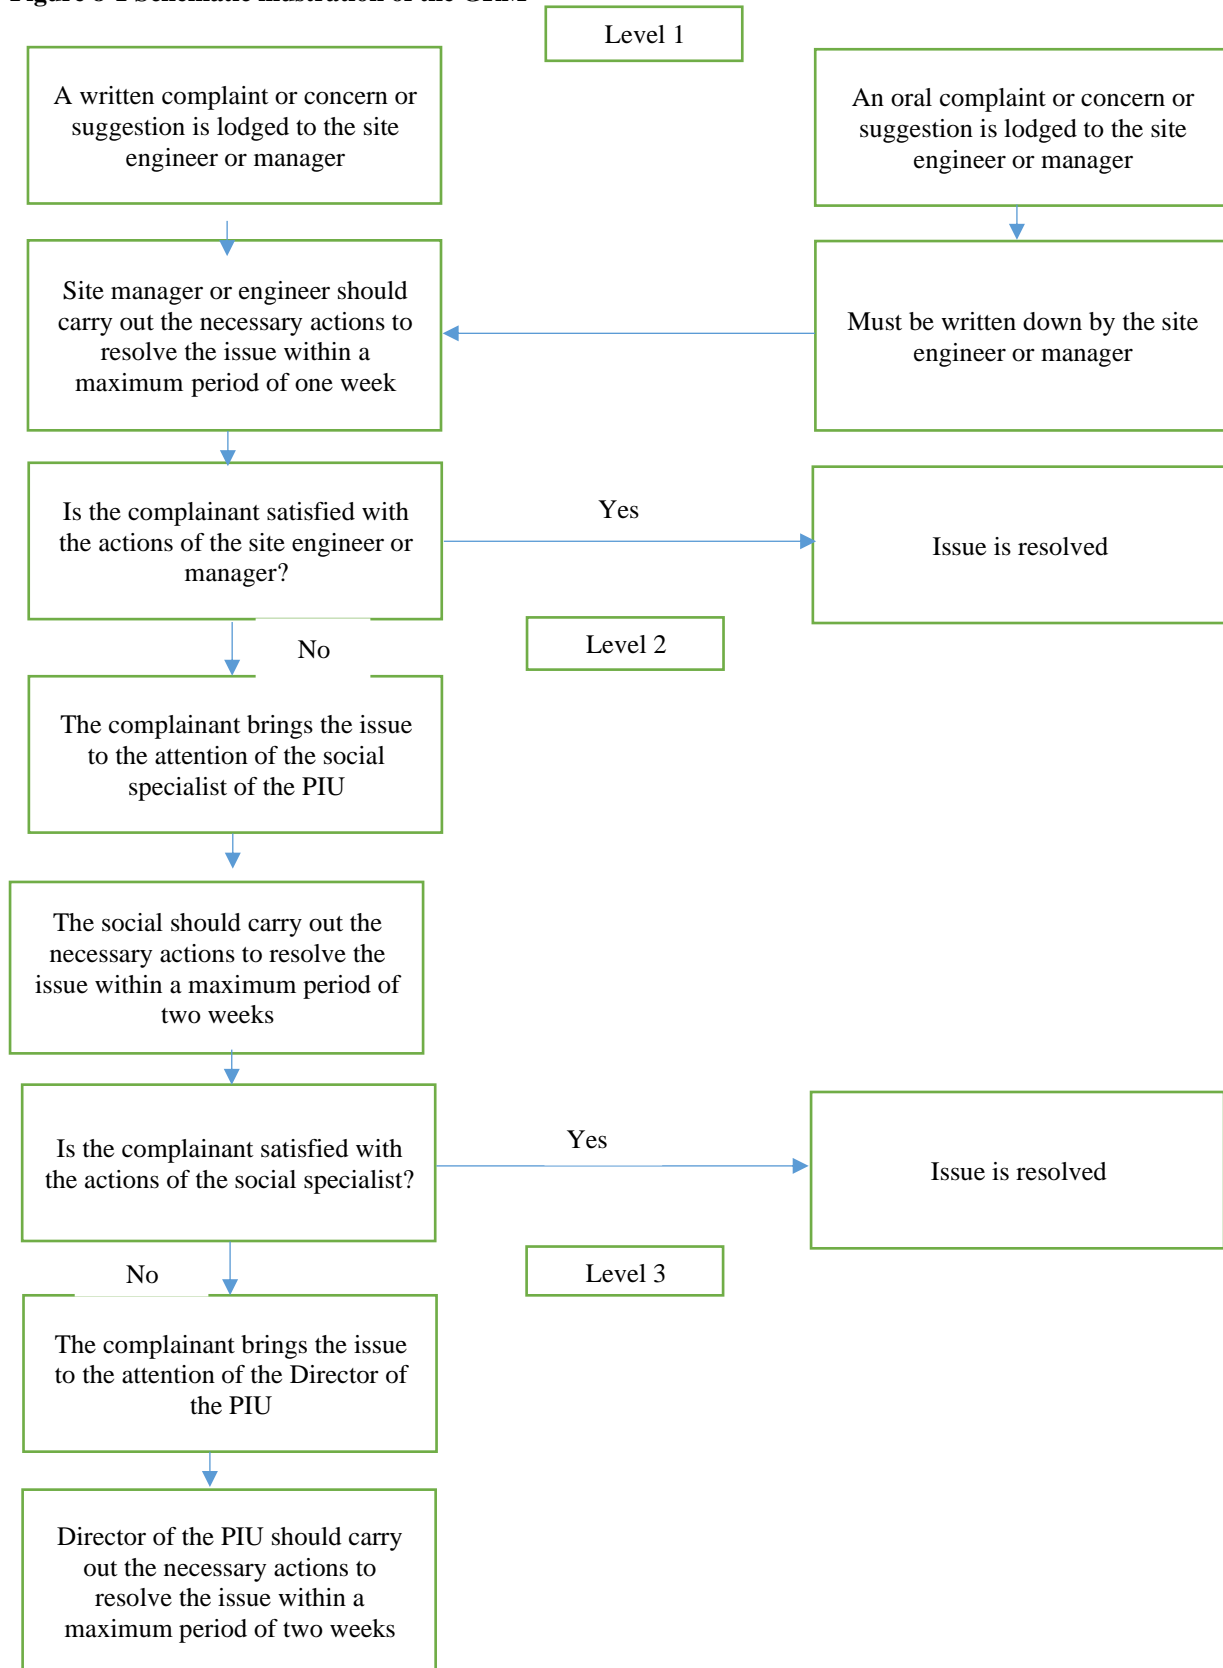 Level 1
A written complaint or concern or
suggestion is lodged to the site
engineer or manager
An oral complaint or concern or
suggestion is lodged to the site
engineer or manager
Site manager or engineer should
carry out the necessary actions to
resolve the issue within a
maximum period of one week
Must be written down by the site
engineer or manager
Is the complainant satisfied with
the actions of the site engineer or
manager?
Yes
Issue is resolved
No
Level 2
The complainant brings the issue
to the attention of the social
specialist of the PIU
The social should carry out the
necessary actions to resolve the
issue within a maximum period of
two weeks
Is the complainant satisfied with
the actions of the social specialist?
Yes
Issue is resolved
No
Level 3
The complainant brings the issue
to the attention of the Director of
the PIU
Director of the PIU should carry
out the necessary actions to
resolve the issue within a
maximum period of two weeks